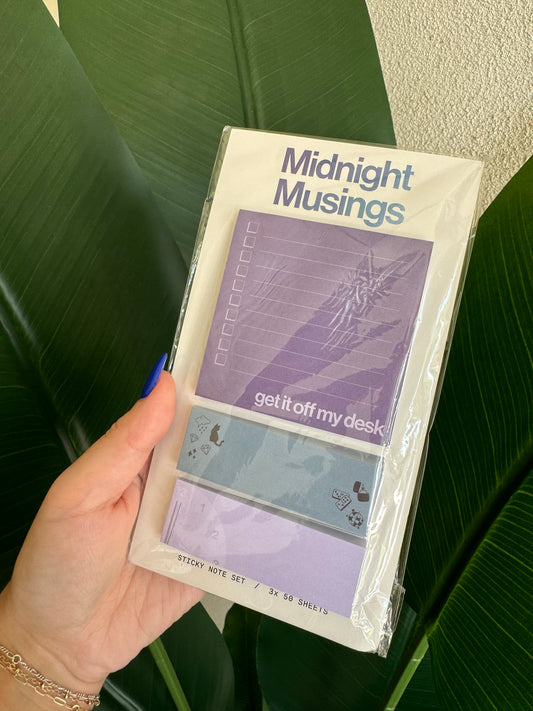 Midnight
Musings
get it off my desk
1
2
STICKY NOTE SET / 3x 50 SHEETS